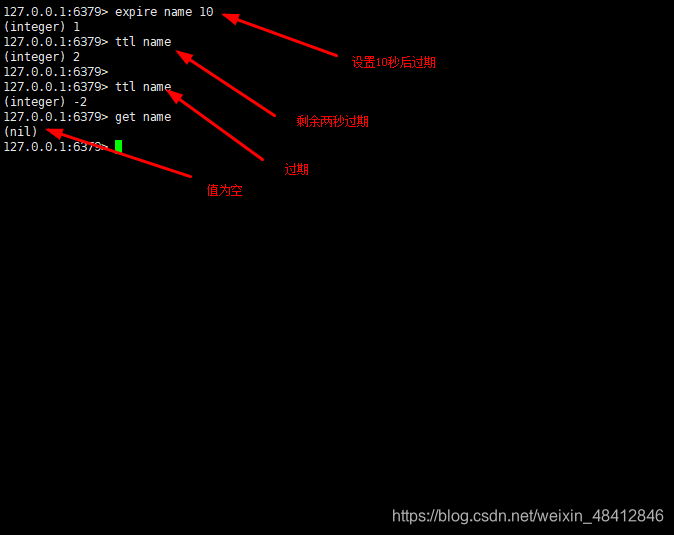 127.0.0.1:6379> expire name 10
(integer) 1
127.0.0.1:6379> ttl name
设置10秒后过期
(integer) 2
127.0.0.1:6379>
127.0.0.1:6379> ttl name
(integer) -2
127.0.0.1:6379> get name
剩余两秒过期
(nil)
127.0.0.1:6379>
过期
值为空
https://blog.csdn.net/weixin_48412846